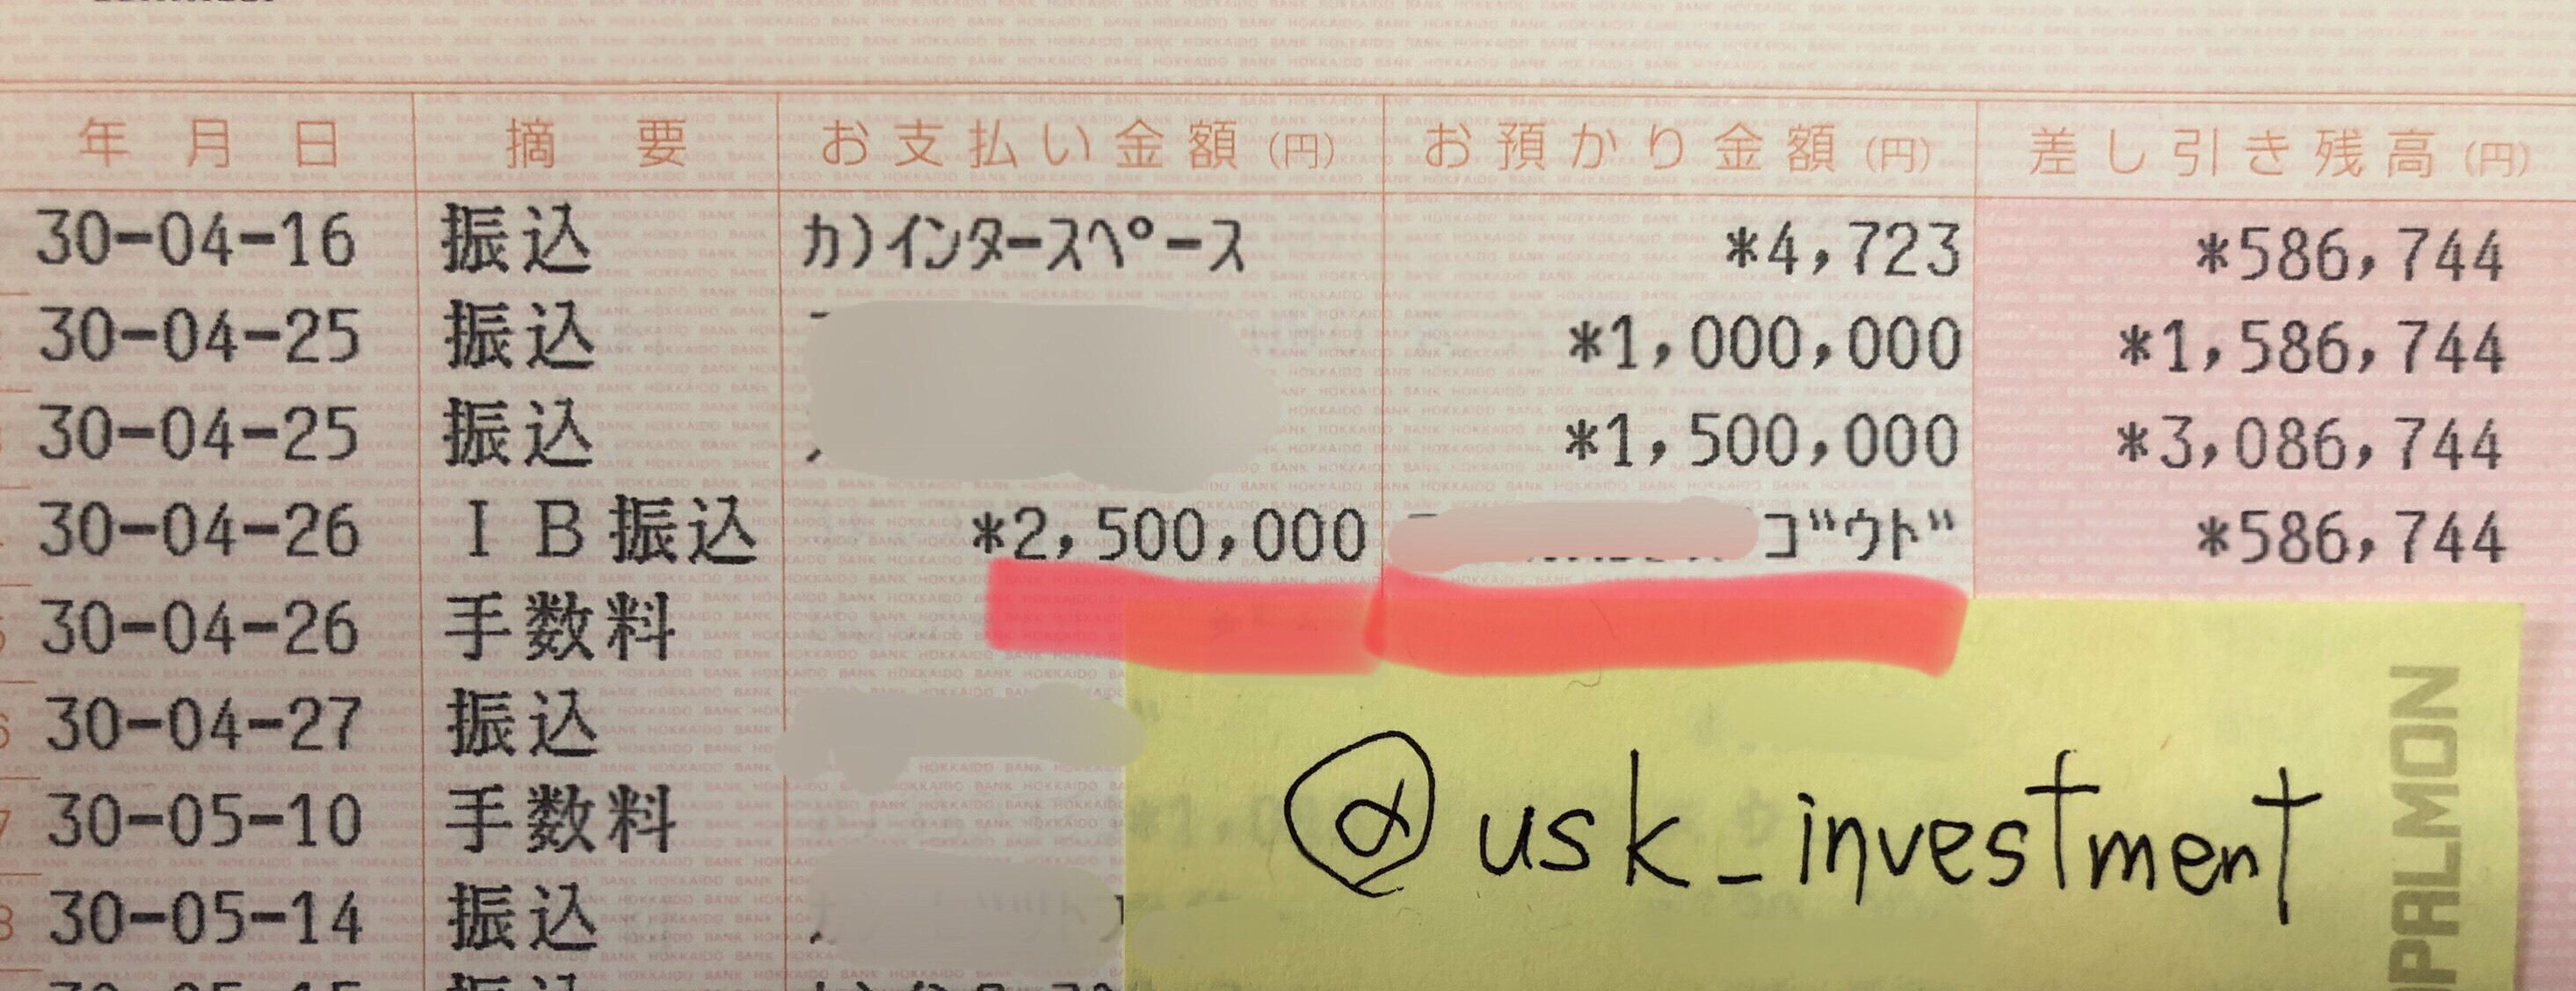 年月日 摘要 お支払い金額(円) お預かり金額(円) 差し引き残高(円)
30-04-16 振込 カ)インタースペース *4,723 *586,744
30-04-25 振込 *1,000,000 *1,586,744
30-04-25 振込 *1,500,000 *3,086,744
30-04-26 IB振込 *2,500,000 ゴウド *586,744
30-04-26 手数料
30-04-27 振込
30-05-10 手数料
30-05-14 振込
@usk_investment
OPALMON